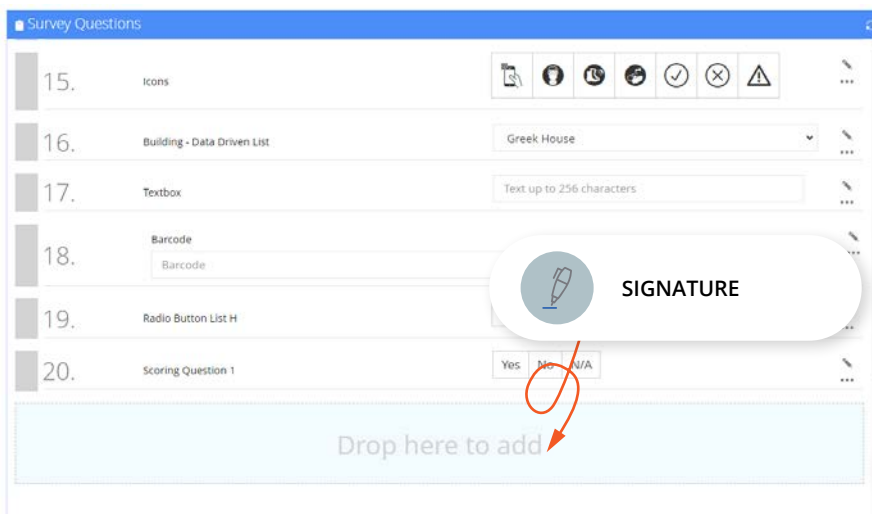 Survey Questions
15. Icons
16. Building - Data Driven List Greek House
17. Textbox Text up to 256 characters
Barcode
18. Barcode
SIGNATURE
19. Radio Button List H
20. Scoring Question 1 Yes No N/A
Drop here to add